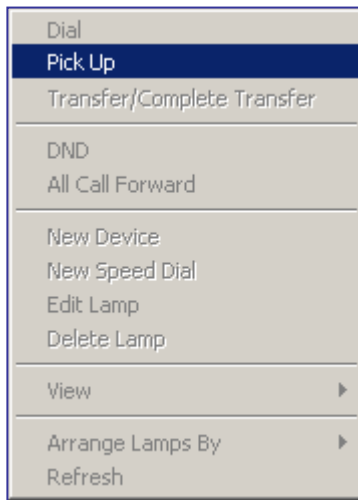 Dial
Pick Up
Transfer/Complete Transfer
DND
All Call Forward
New Device
New Speed Dial
Edit Lamp
Delete Lamp
View
Arrange Lamps By
Refresh